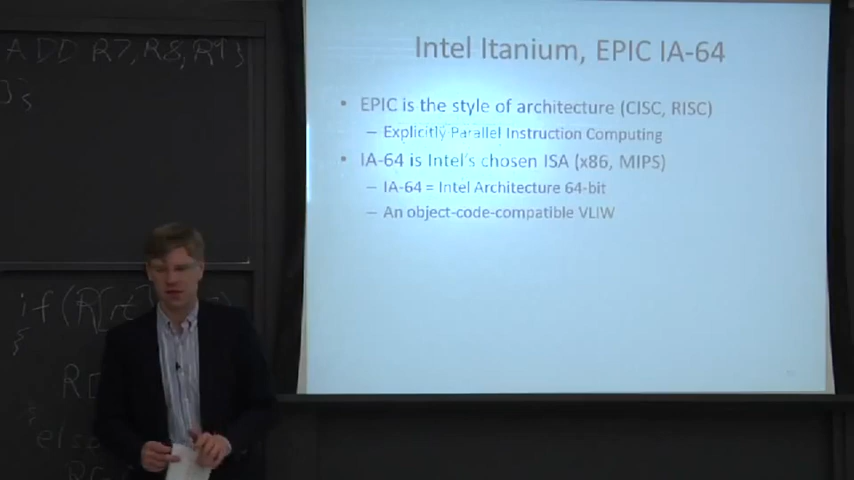 ADD R7, R8, R9;
};
Intel Itanium, EPIC IA-64
• EPIC is the style of architecture (CISC, RISC)
– Explicitly Parallel Instruction Computing
• IA-64 is Intel's chosen ISA (x86, MIPS)
– IA-64 = Intel Architecture 64-bit
– An object-code-compatible VLIW
if (R[
{